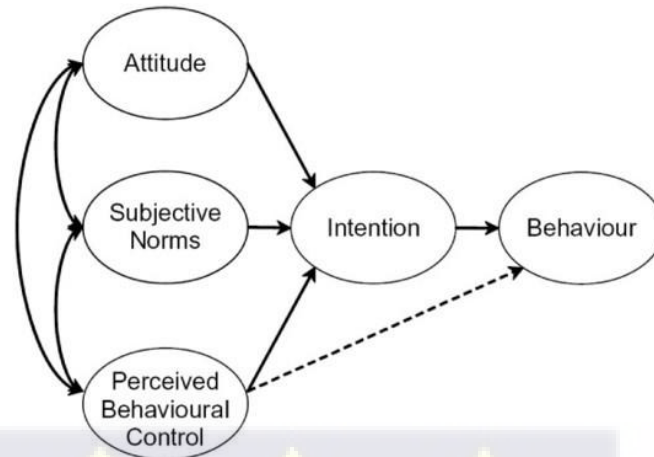 Attitude
Subjective
Norms
Intention
Behaviour
Perceived
Behavioural
Control